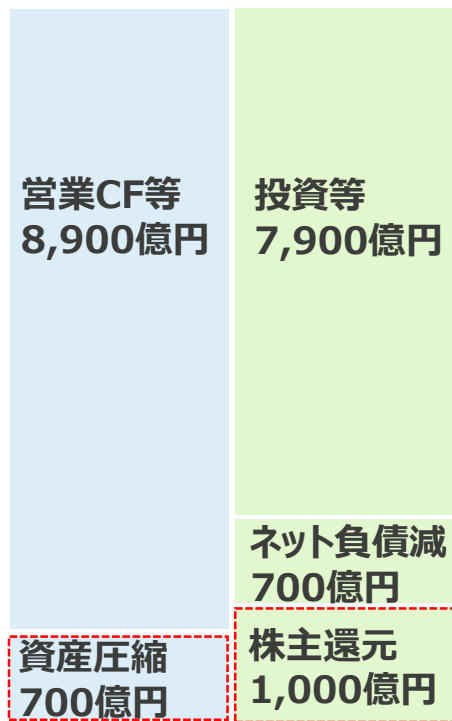 営業CF等
8,900億円
資産圧縮
700億円
投資等
7,900億円
ネット負債減
700億円
株主還元
1,000億円